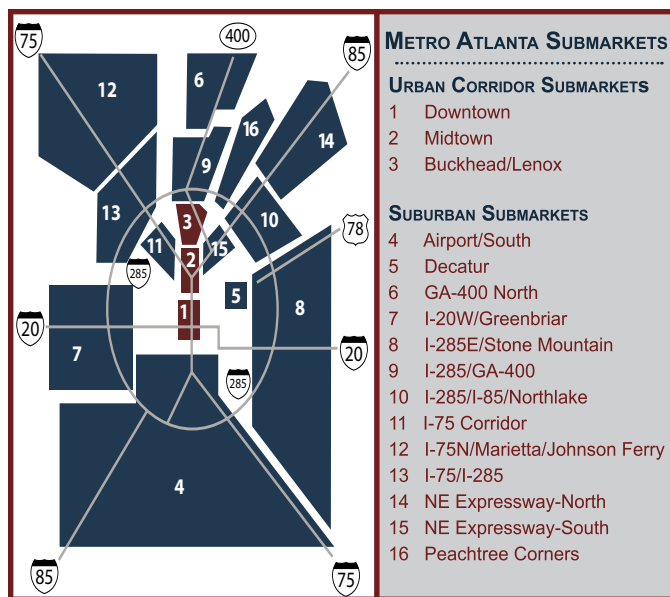 75
400
85
12
6
16
14
9
13
3
10
11
15
78
2
285
5
8
1
20
7
20
285
4
85
75
METRO ATLANTA SUBMARKETS
URBAN CORRIDOR SUBMARKETS
1 Downtown
2 Midtown
3 Buckhead/Lenox
SUBURBAN SUBMARKETS
4 Airport/South
5 Decatur
6 GA-400 North
7 I-20W/Greenbriar
8 I-285E/Stone Mountain
9 I-285/GA-400
10 I-285/I-85/Northlake
11 I-75 Corridor
12 I-75N/Marietta/Johnson Ferry
13 I-75/I-285
14 NE Expressway-North
15 NE Expressway-South
16 Peachtree Corners